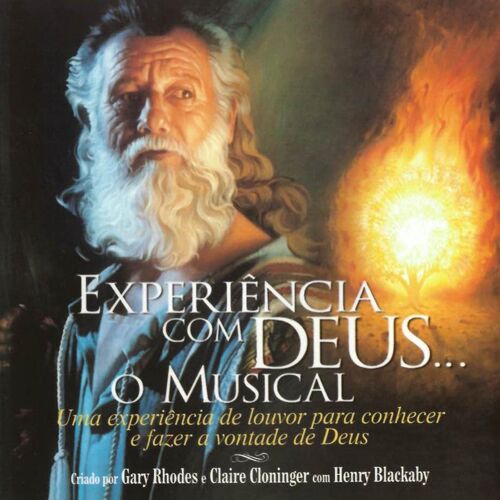 EXPERIÊNCIA
COM DEUS...
O MUSICAL
Uma experiência de louvor para conhecer
e fazer a vontade de Deus
Criado por Gary Rhodes e Claire Cloninger com Henry Blackaby